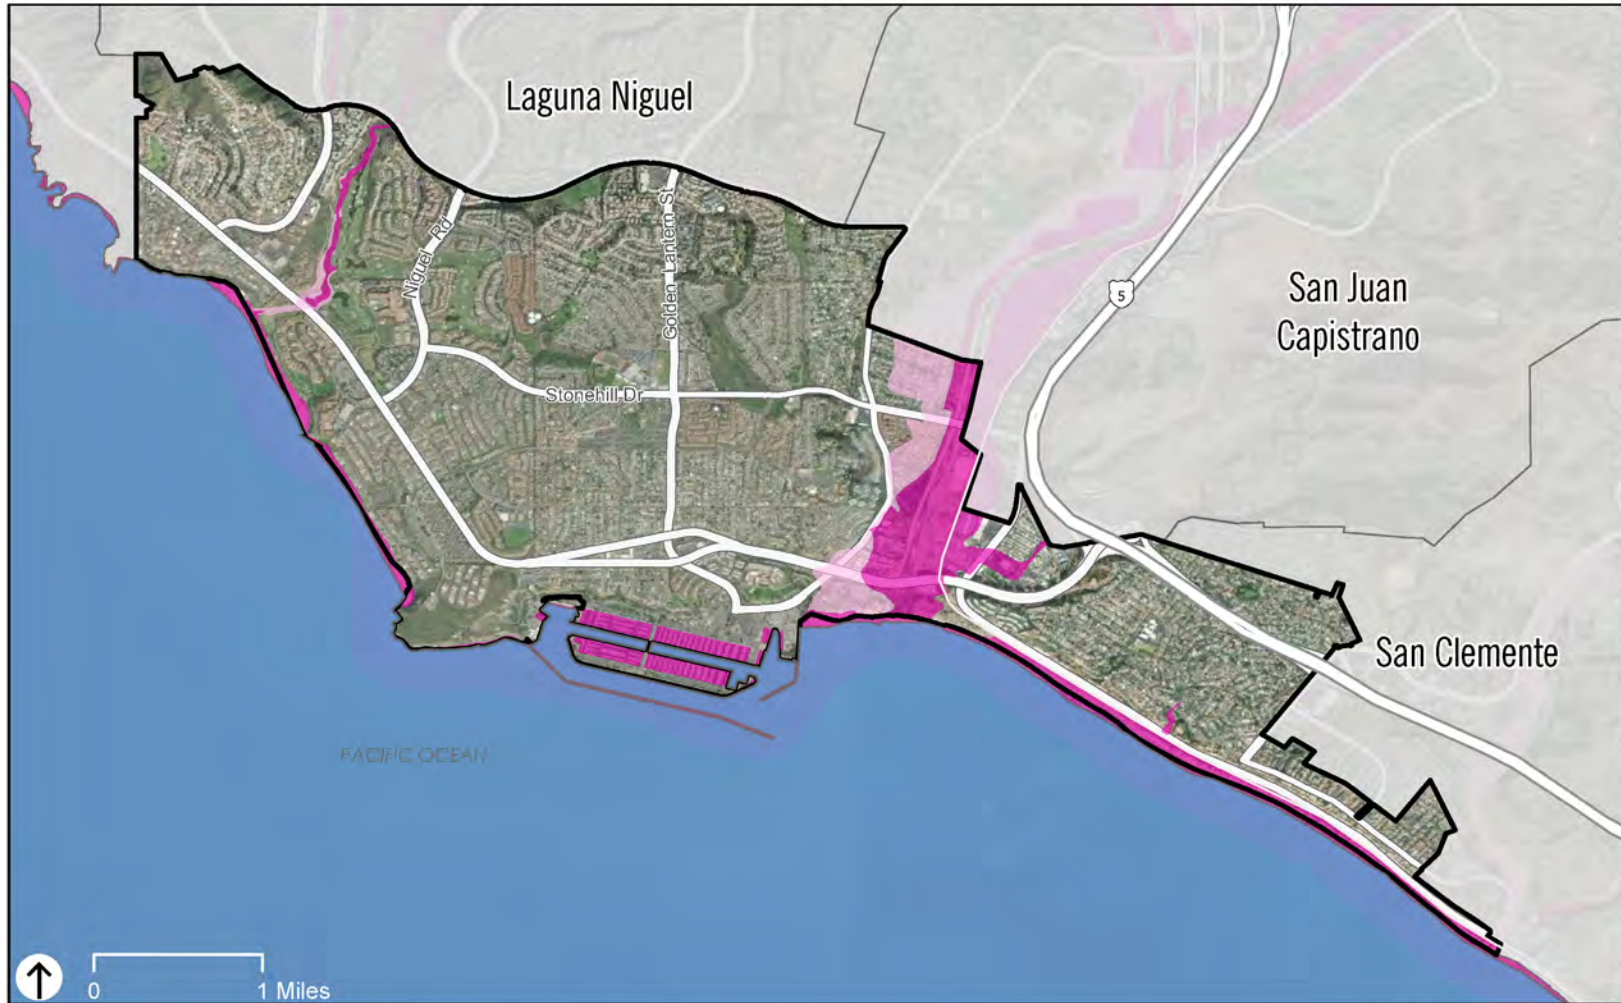 Laguna Niguel
Niguel Rd
Golden Lantern St
5
San Juan
Capistrano
Stonehill Dr
San Clemente
PACIFIC OCEAN
0 1 Miles